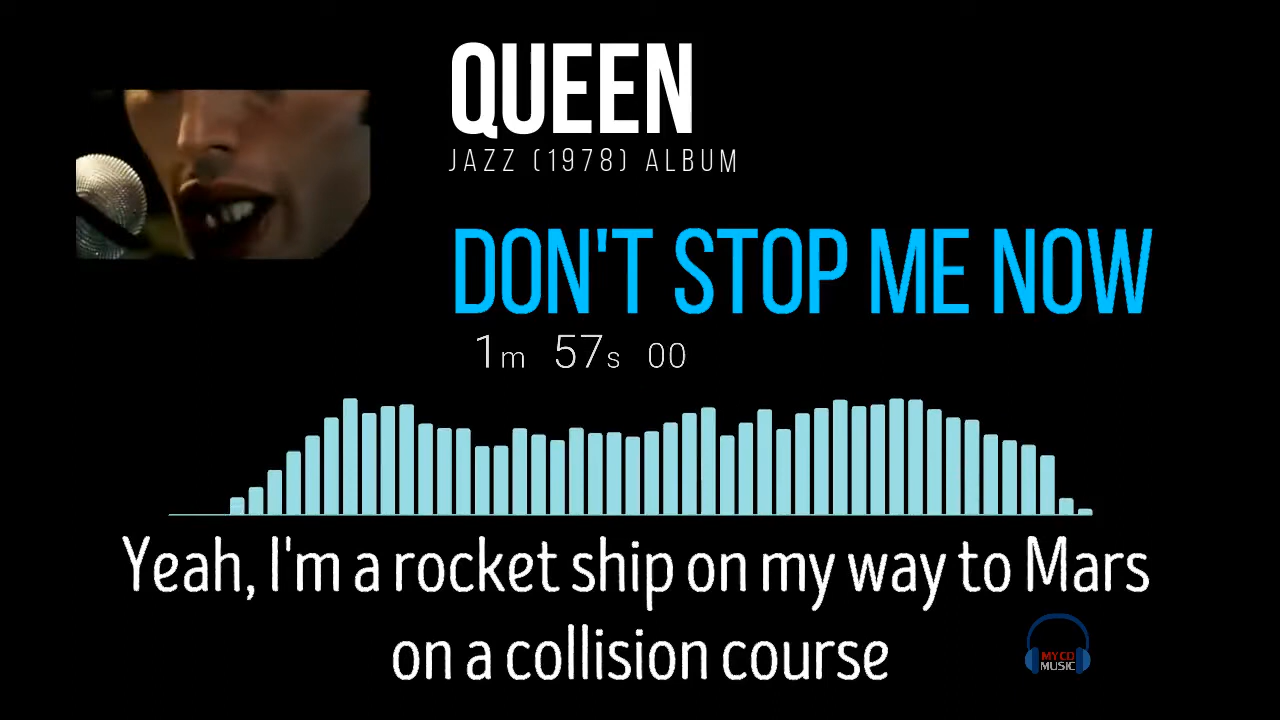 QUEEN
JAZZ (1978) ALBUM
DON'T STOP ME NOW
1m 57s 00
Yeah, I'm a rocket ship on my way to Mars
on a collision course
MY CD
MUSIC